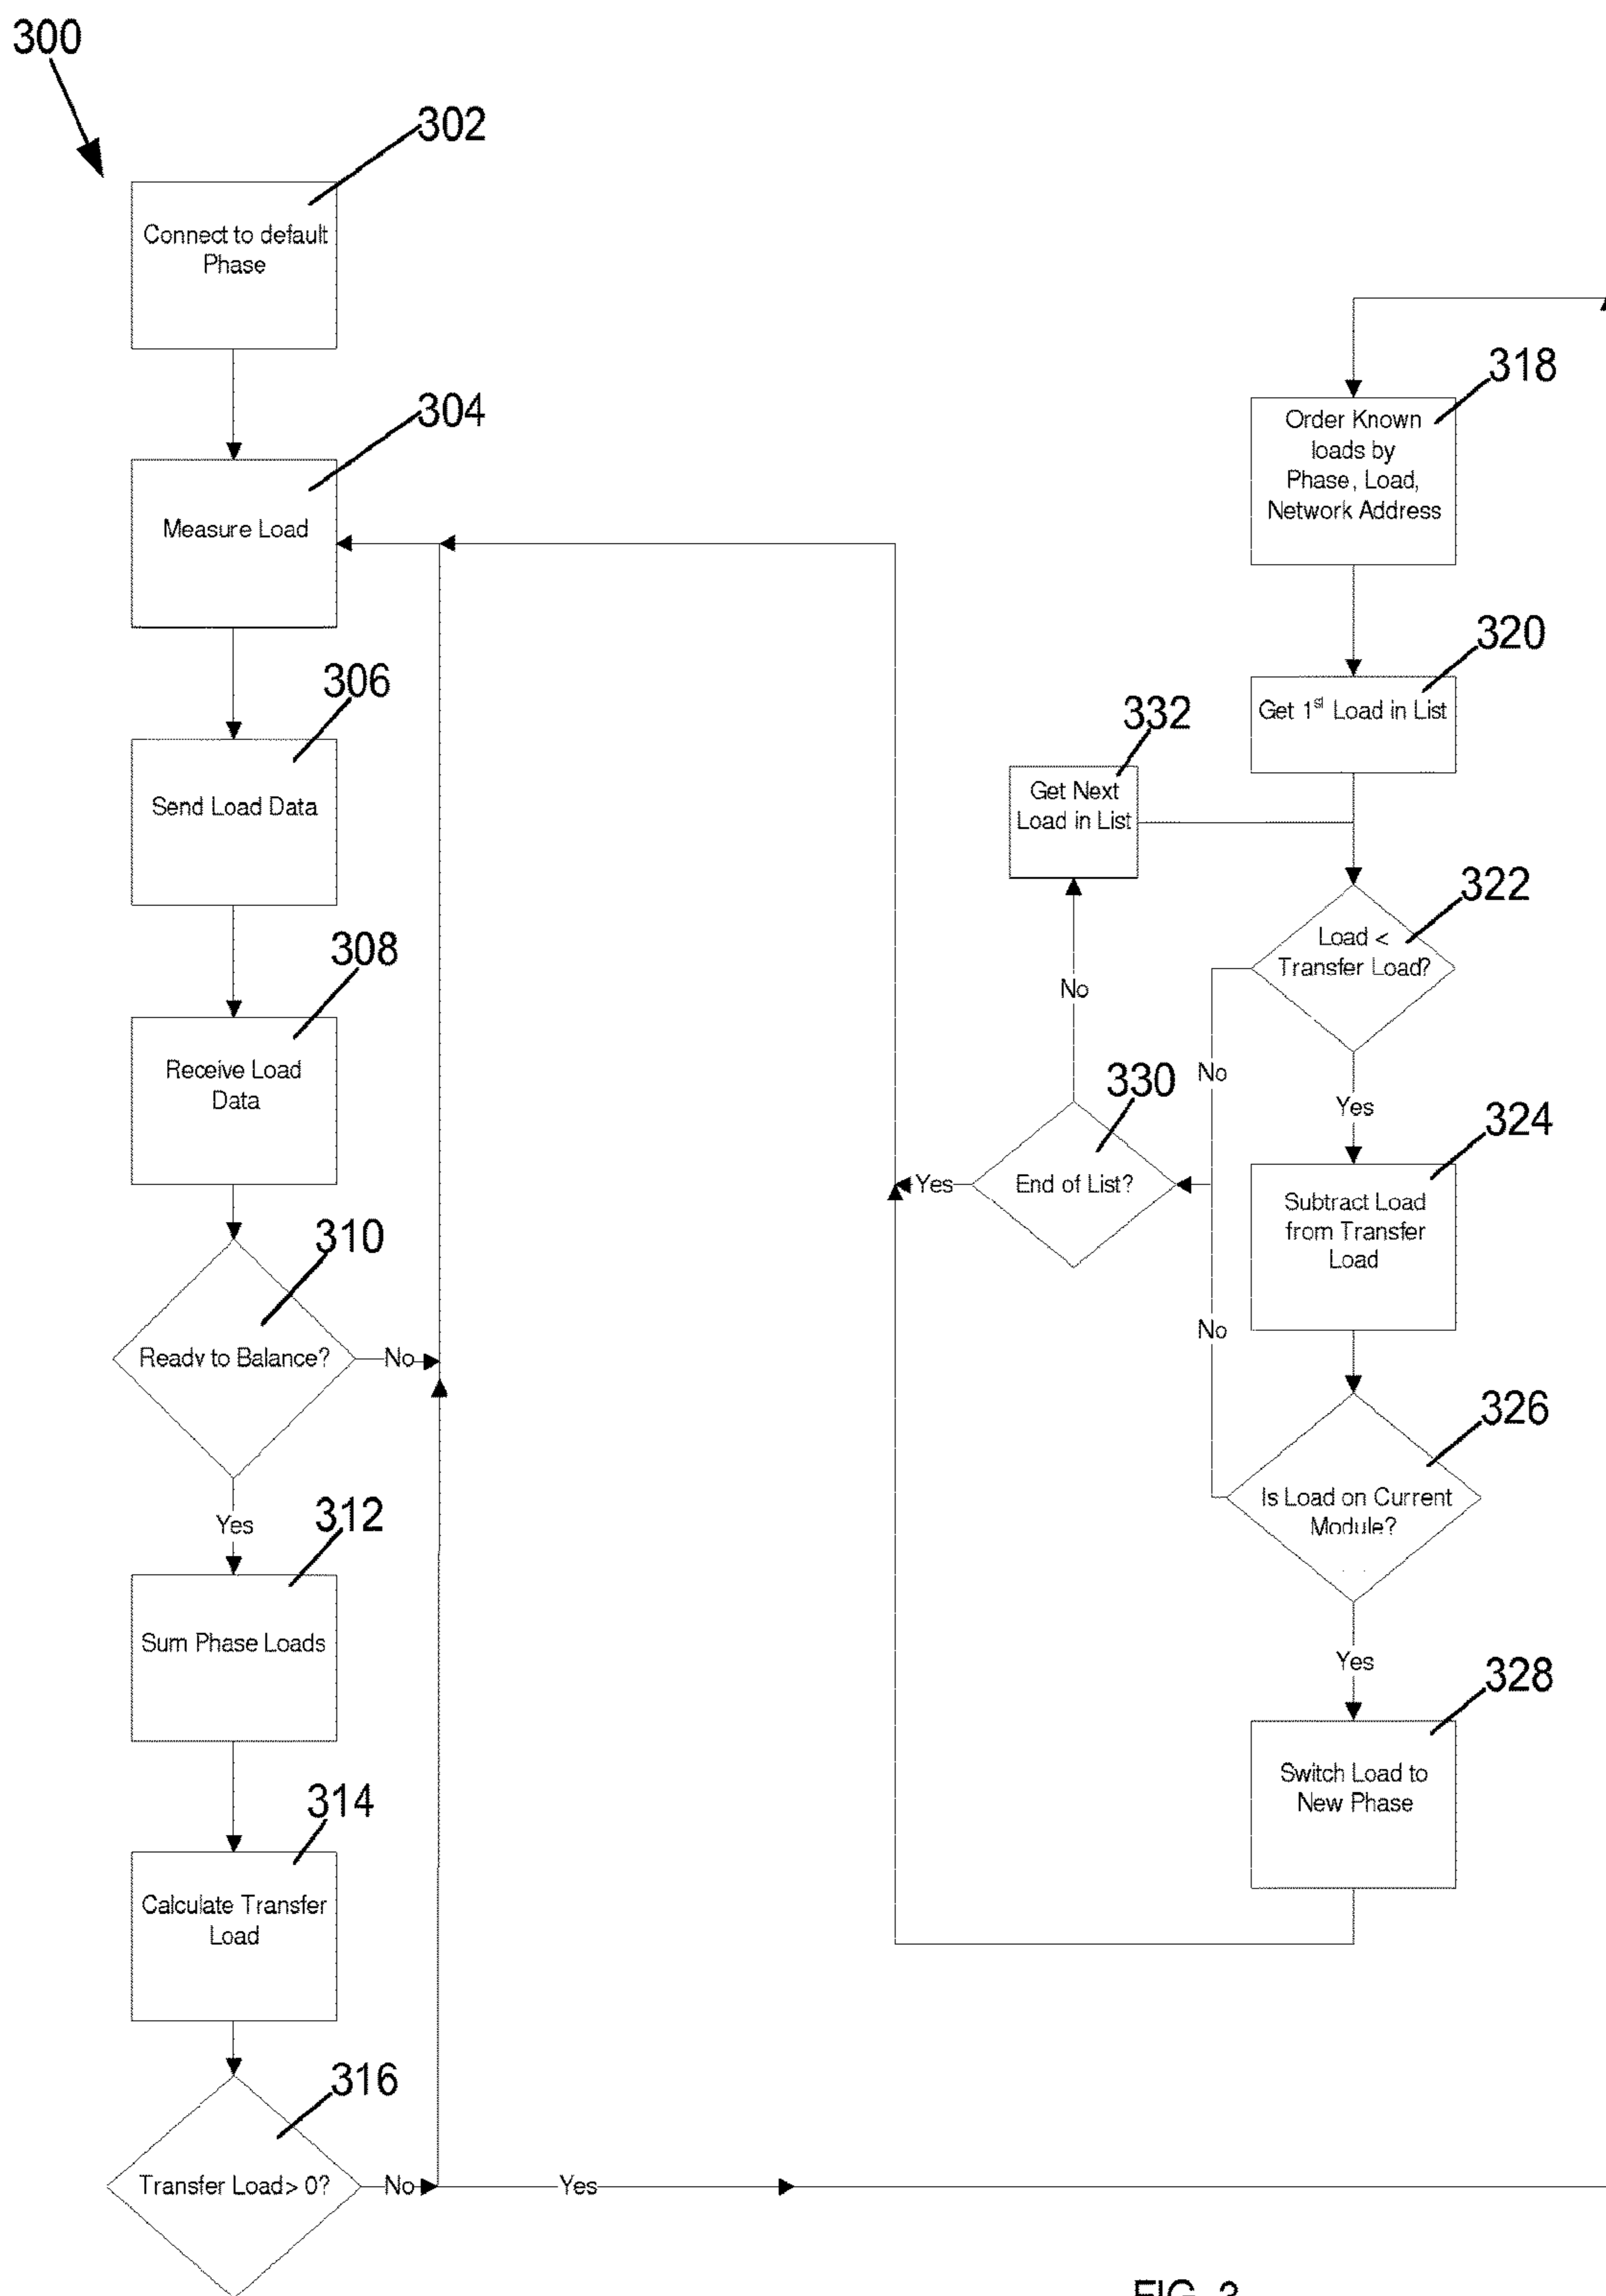 300
302
Connect to default
Phase
304
Measure Load
306
Send Load Data
308
Receive Load
Data
310
Ready to Balance?
No
Yes
312
Sum Phase Loads
314
Calculate Transfer
Load
316
Transfer Load> 0?
No
Yes
318
Order Known
loads by
Phase, Load,
Network Address
320
Get 1st Load in List
332
Get Next
Load in List
322
Load <
Transfer Load?
No
No
Yes
330
End of List?
Yes
324
Subtract Load
from Transfer
Load
No
326
Is Load on Current
Module?
Yes
328
Switch Load to
New Phase
FIG. 3